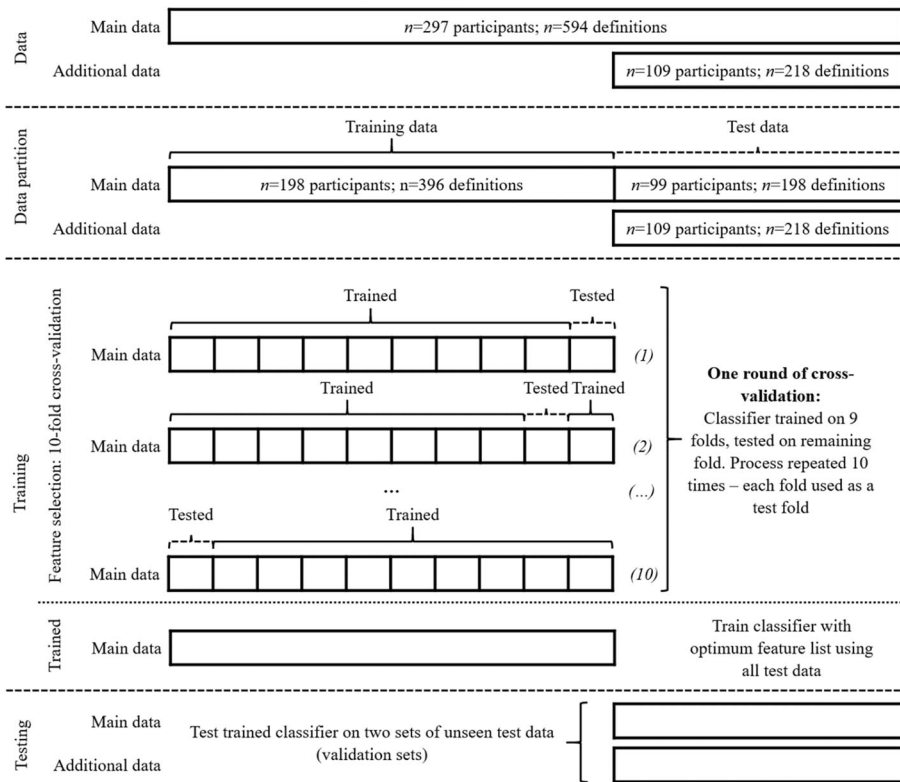 Data
Main data
n=297 participants; n=594 definitions
Additional data
n=109 participants; n=218 definitions
Data partition
Training data
Test data
Main data
n=198 participants; n=396 definitions
n=99 participants; n=198 definitions
Additional data
n=109 participants; n=218 definitions
Training
Feature selection: 10-fold cross-validation
Trained
Tested
Main data
(1)
Trained
Tested
Trained
Main data
(2)
...
(...)
Tested
Trained
Main data
(10)
One round of cross-
validation:
Classifier trained on 9
folds, tested on remaining
fold. Process repeated 10
times – each fold used as a
test fold
Trained
Main data
Train classifier with
optimum feature list using
all test data
Testing
Main data
Additional data
Test trained classifier on two sets of unseen test data
(validation sets)